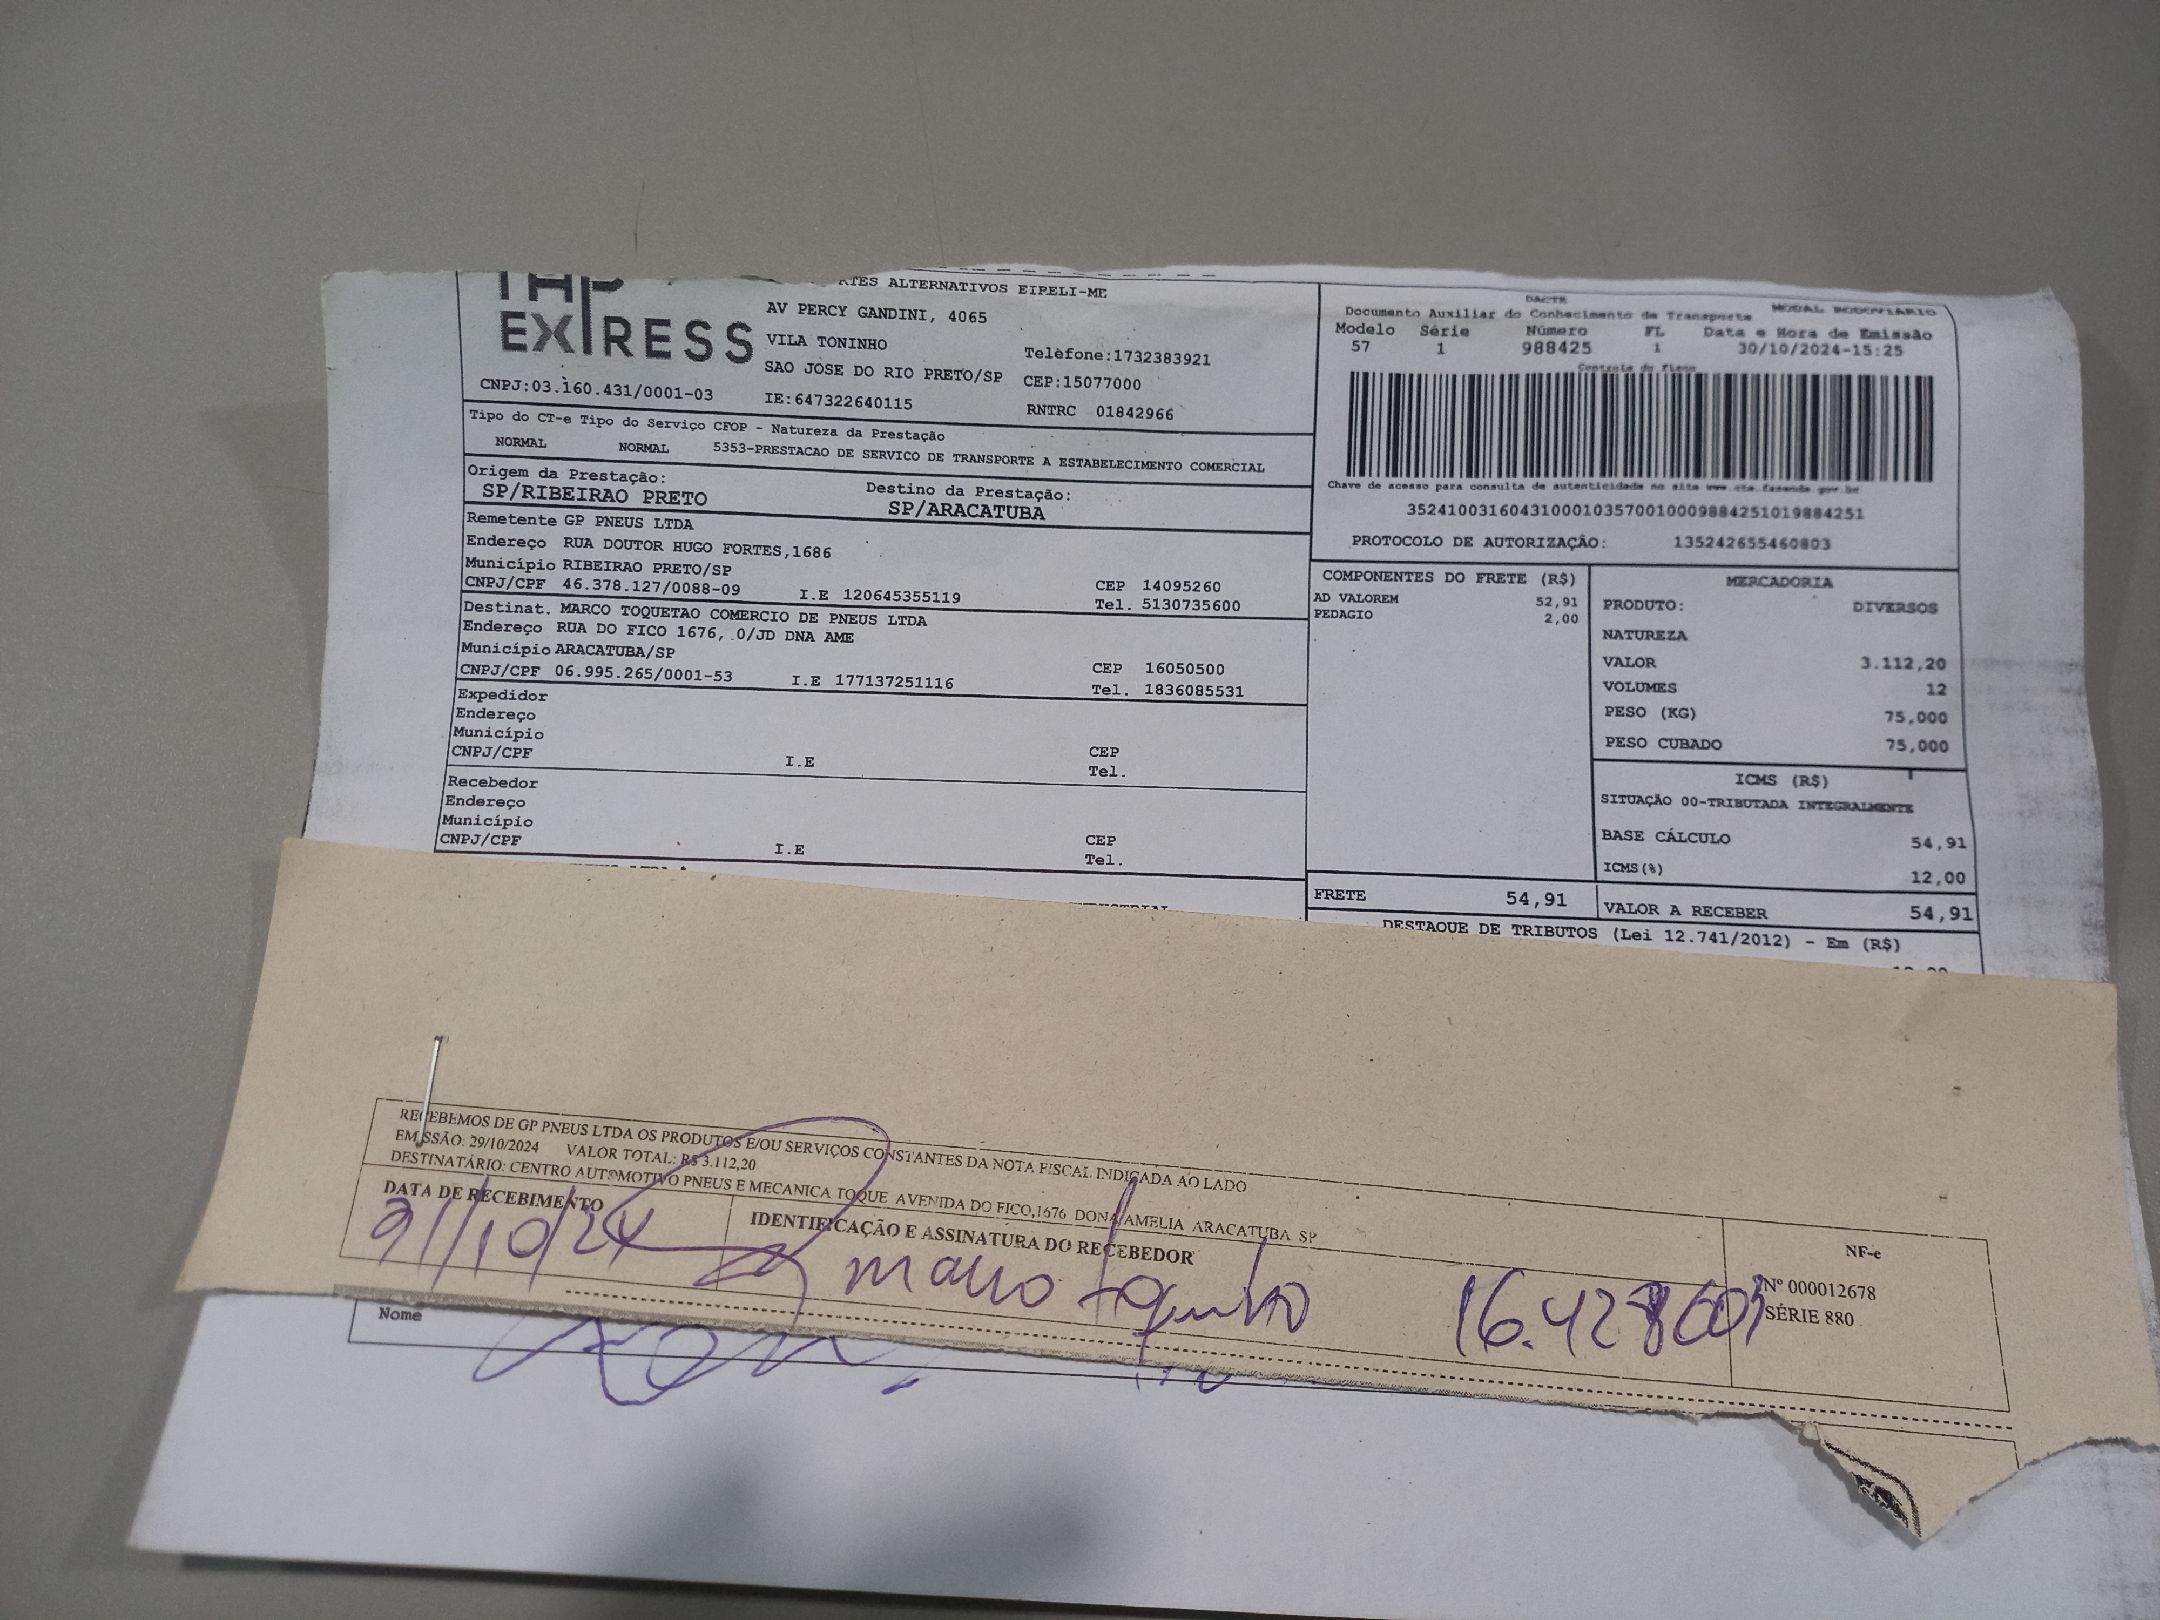 EXPRESS
CNPJ:03.160.431/0001-03
ALTERNATIVOS EIRELI-ME
AV PERCY GANDINI, 4065
VILA TONINHO
SAO JOSE DO RIO PRETO/SP
IE:647322640115
Telefone:1732383921
CEP:15077000
RNTRC 01842966
DACTE
MODAL RODOVIARIO
Documento Auxiliar do Conhecimento de Transporte
Modelo Série Número FL Data e Hora de Emissão
57 1 988425 1 30/10/2024-15:25
Controle do Fisco
Chave de acesso para consulta de autenticidade no site www.cte.fazenda.gov.br
35241003160431000103570010009884251019884251
PROTOCOLO DE AUTORIZAÇÃO: 135242655460803
Tipo do CT-e Tipo do Serviço CFOP - Natureza da Prestação
NORMAL NORMAL 5353-PRESTACAO DE SERVICO DE TRANSPORTE A ESTABELECIMENTO COMERCIAL
Origem da Prestação: Destino da Prestação:
SP/RIBEIRAO PRETO SP/ARACATUBA
Remetente GP PNEUS LTDA
Endereço RUA DOUTOR HUGO FORTES,1686
Município RIBEIRAO PRETO/SP CEP 14095260
CNPJ/CPF 46.378.127/0088-09 I.E 120645355119 Tel. 5130735600
Destinat. MARCO TOQUETAO COMERCIO DE PNEUS LTDA
Endereço RUA DO FICO 1676, 0/JD DNA AME
Município ARACATUBA/SP CEP 16050500
CNPJ/CPF 06.995.265/0001-53 I.E 177137251116 Tel. 1836085531
Expedidor
Endereço
Município CEP
CNPJ/CPF I.E Tel.
Recebedor
Endereço
Município CEP
CNPJ/CPF I.E Tel.
COMPONENTES DO FRETE (R$)
AD VALOREM 52,91
PEDAGIO 2,00
FRETE 54,91
MERCADORIA
PRODUTO: DIVERSOS
NATUREZA
VALOR 3.112,20
VOLUMES 12
PESO (KG) 75,000
PESO CUBADO 75,000
ICMS (R$)
SITUAÇÃO 00-TRIBUTADA INTEGRALMENTE
BASE CÁLCULO 54,91
ICMS(%) 12,00
VALOR A RECEBER 54,91
DESTAQUE DE TRIBUTOS (Lei 12.741/2012) - Em (R$)
RECEBEMOS DE GP PNEUS LTDA OS PRODUTOS E/OU SERVIÇOS CONSTANTES DA NOTA FISCAL INDICADA AO LADO
EMISSÃO: 29/10/2024 VALOR TOTAL: R$ 3.112,20
DESTINATÁRIO: CENTRO AUTOMOTIVO PNEUS E MECANICA TOQUE AVENIDA DO FICO,1676 DONA AMELIA ARACATUBA SP
DATA DE RECEBIMENTO IDENTIFICAÇÃO E ASSINATURA DO RECEBEDOR
31/10/24
NF-e
Nº 000012678
SÉRIE 880
Nome